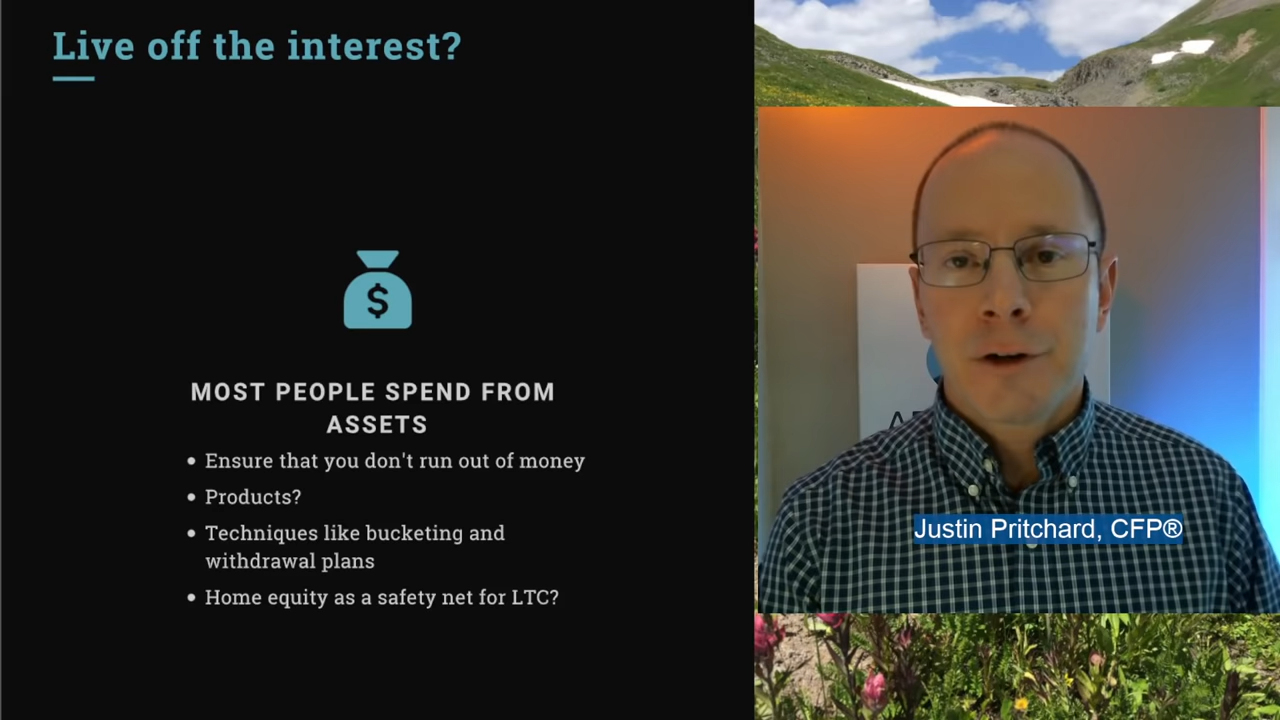 Live off the interest?
$
MOST PEOPLE SPEND FROM
ASSETS
• Ensure that you don't run out of money
• Products?
• Techniques like bucketing and
withdrawal plans
• Home equity as a safety net for LTC?
Justin Pritchard, CFP®